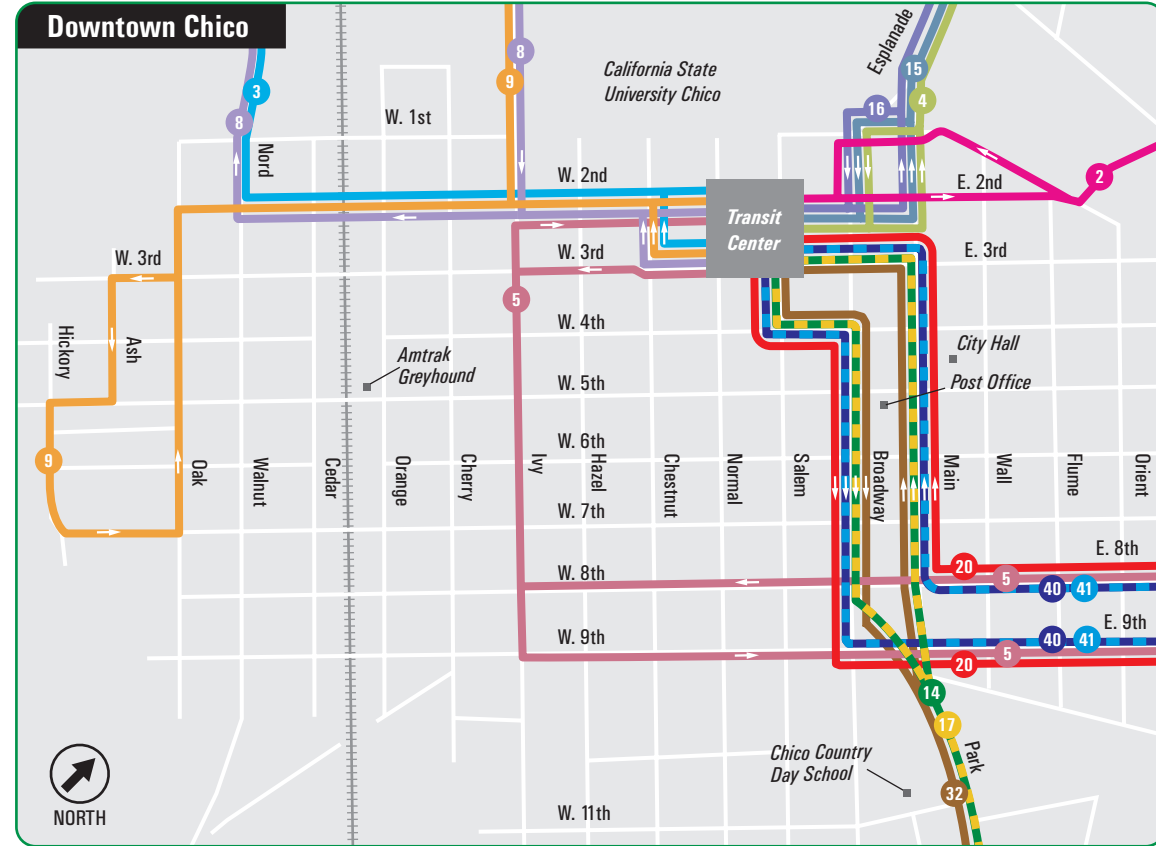 Downtown Chico
8
3
8
9
California State
University Chico
Esplanade
15
16
4
2
W. 1st
Nord
W. 2nd
E. 2nd
Transit
Center
W. 3rd
W. 3rd
E. 3rd
5
W. 4th
Hickory
Ash
Amtrak
Greyhound
City Hall
W. 5th
Post Office
W. 6th
9
Oak
Walnut
Cedar
Orange
Cherry
Ivy
Hazel
Chestnut
Normal
Salem
Broadway
Main
Wall
Flume
Orient
W. 7th
E. 8th
W. 8th
20
5
40
41
E. 9th
W. 9th
40
41
5
20
14
17
Park
Chico Country
Day School
32
W. 11th
NORTH